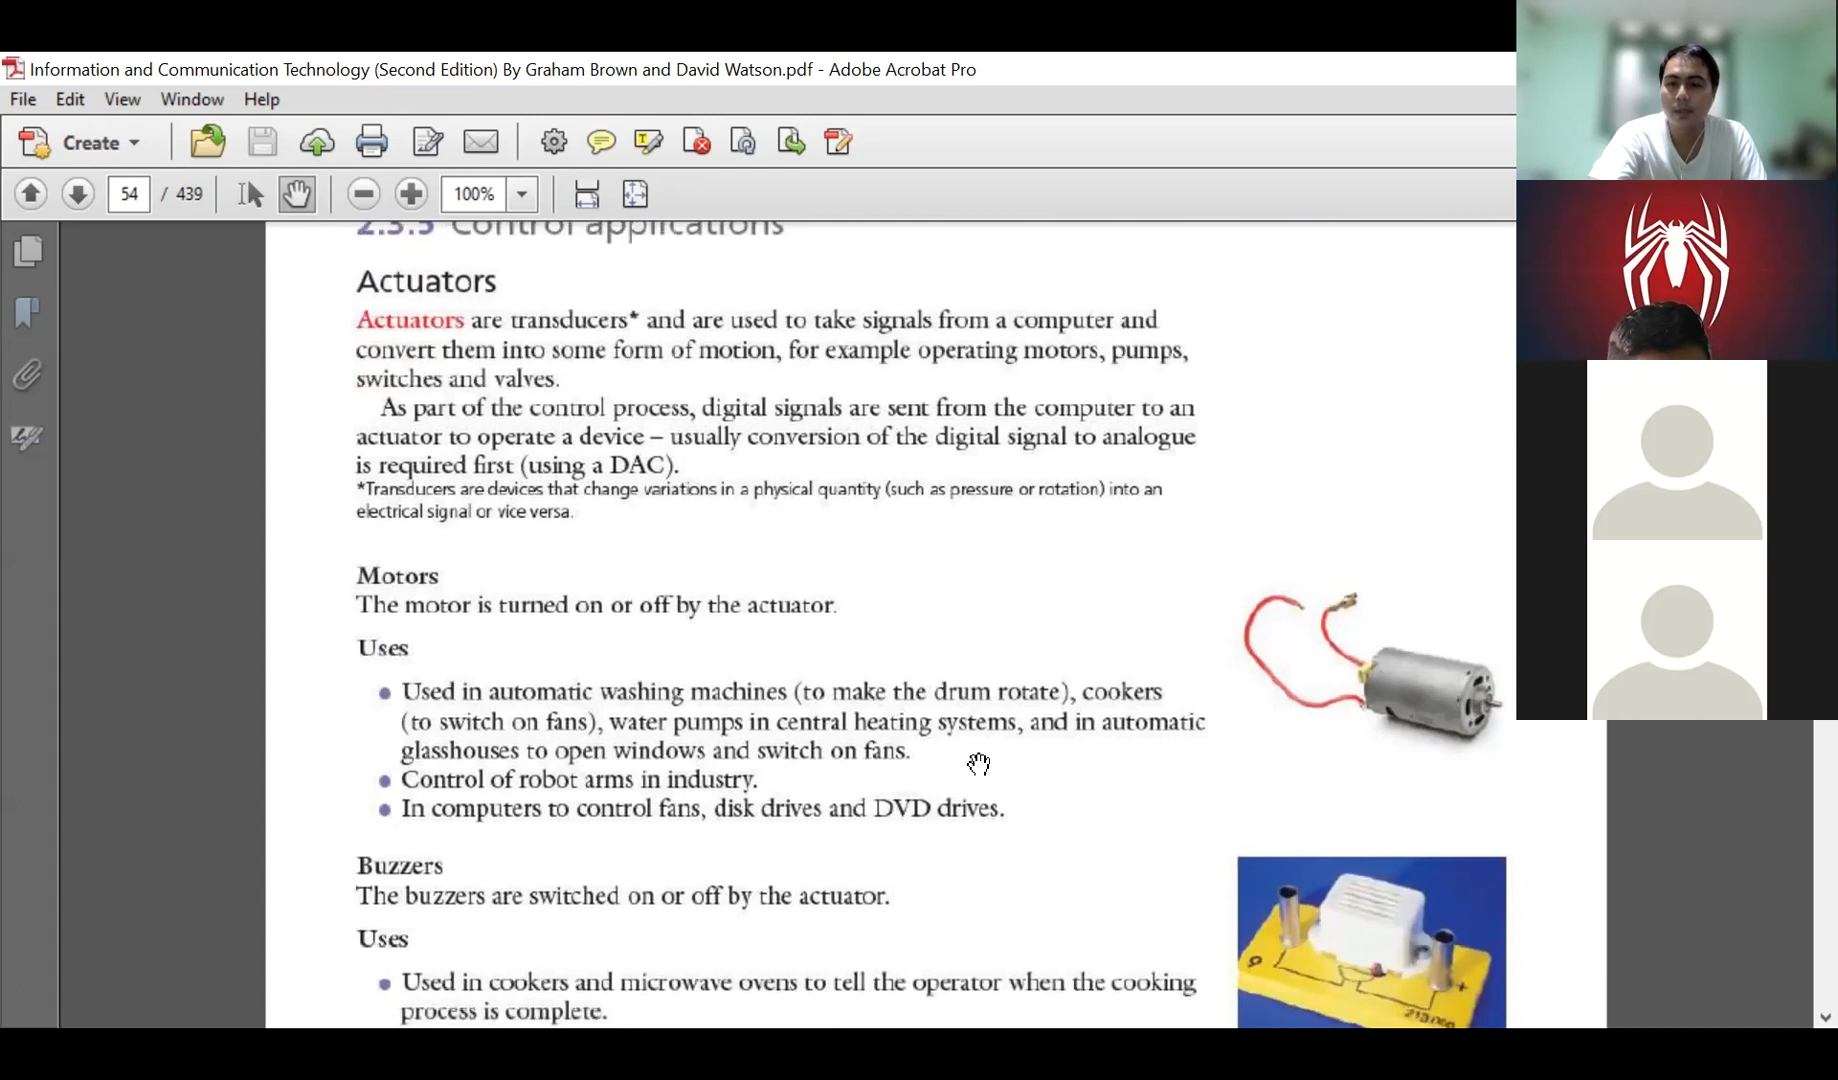 Information and Communication Technology (Second Edition) By Graham Brown and David Watson.pdf - Adobe Acrobat Pro
File Edit View Window Help
Create
54 / 439 100%
2.3.5 Control applications
Actuators
Actuators are transducers* and are used to take signals from a computer and
convert them into some form of motion, for example operating motors, pumps,
switches and valves.
As part of the control process, digital signals are sent from the computer to an
actuator to operate a device – usually conversion of the digital signal to analogue
is required first (using a DAC).
*Transducers are devices that change variations in a physical quantity (such as pressure or rotation) into an
electrical signal or vice versa.
Motors
The motor is turned on or off by the actuator.
Uses
● Used in automatic washing machines (to make the drum rotate), cookers
(to switch on fans), water pumps in central heating systems, and in automatic
glasshouses to open windows and switch on fans.
● Control of robot arms in industry.
● In computers to control fans, disk drives and DVD drives.
Buzzers
The buzzers are switched on or off by the actuator.
Uses
● Used in cookers and microwave ovens to tell the operator when the cooking
process is complete.